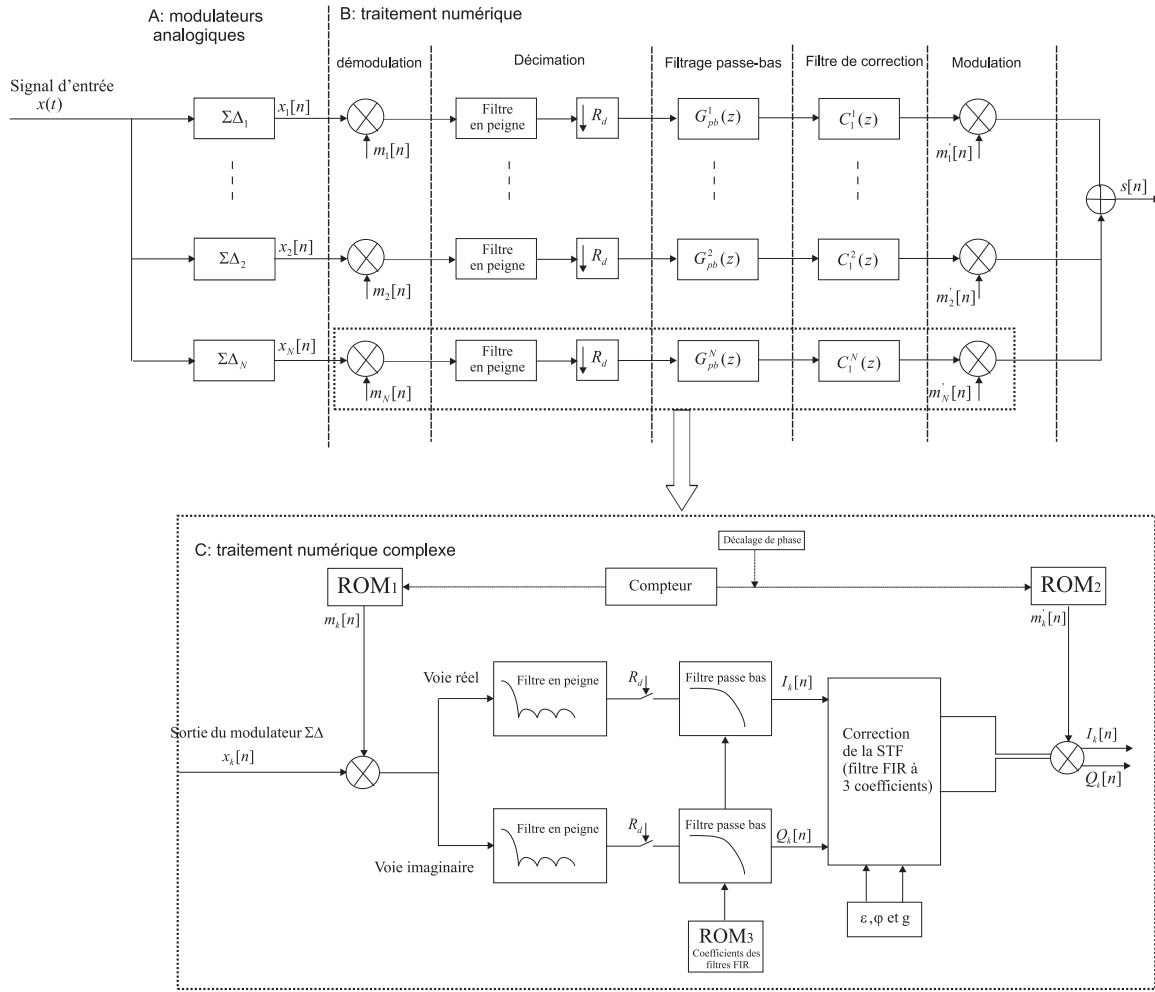 A: modulateurs
analogiques
B: traitement numérique
démodulation
Décimation
Filtrage passe-bas
Filtre de correction
Modulation
Signal d'entrée
x(t)
ΣΔ1
x1[n]
m1[n]
Filtre
en peigne
Rd
G1pb(z)
C11(z)
m'1[n]
s[n]
ΣΔ2
x2[n]
m2[n]
Filtre
en peigne
Rd
G2pb(z)
C21(z)
m'2[n]
ΣΔN
xN[n]
mN[n]
Filtre
en peigne
Rd
GNpb(z)
CN1(z)
m'N[n]
C: traitement numérique complexe
Décalage de phase
ROM1
Compteur
ROM2
mk[n]
m'k[n]
Voie réel
Filtre en peigne
Rd
Filtre passe bas
Ik[n]
Sortie du modulateur ΣΔ
xk[n]
Correction
de la STF
(filtre FIR à
3 coefficients)
Ik[n]
Qk[n]
Voie imaginaire
Filtre en peigne
Rd
Filtre passe bas
Qk[n]
ROM3
Coefficients des
filtres FIR
ε,φ et g